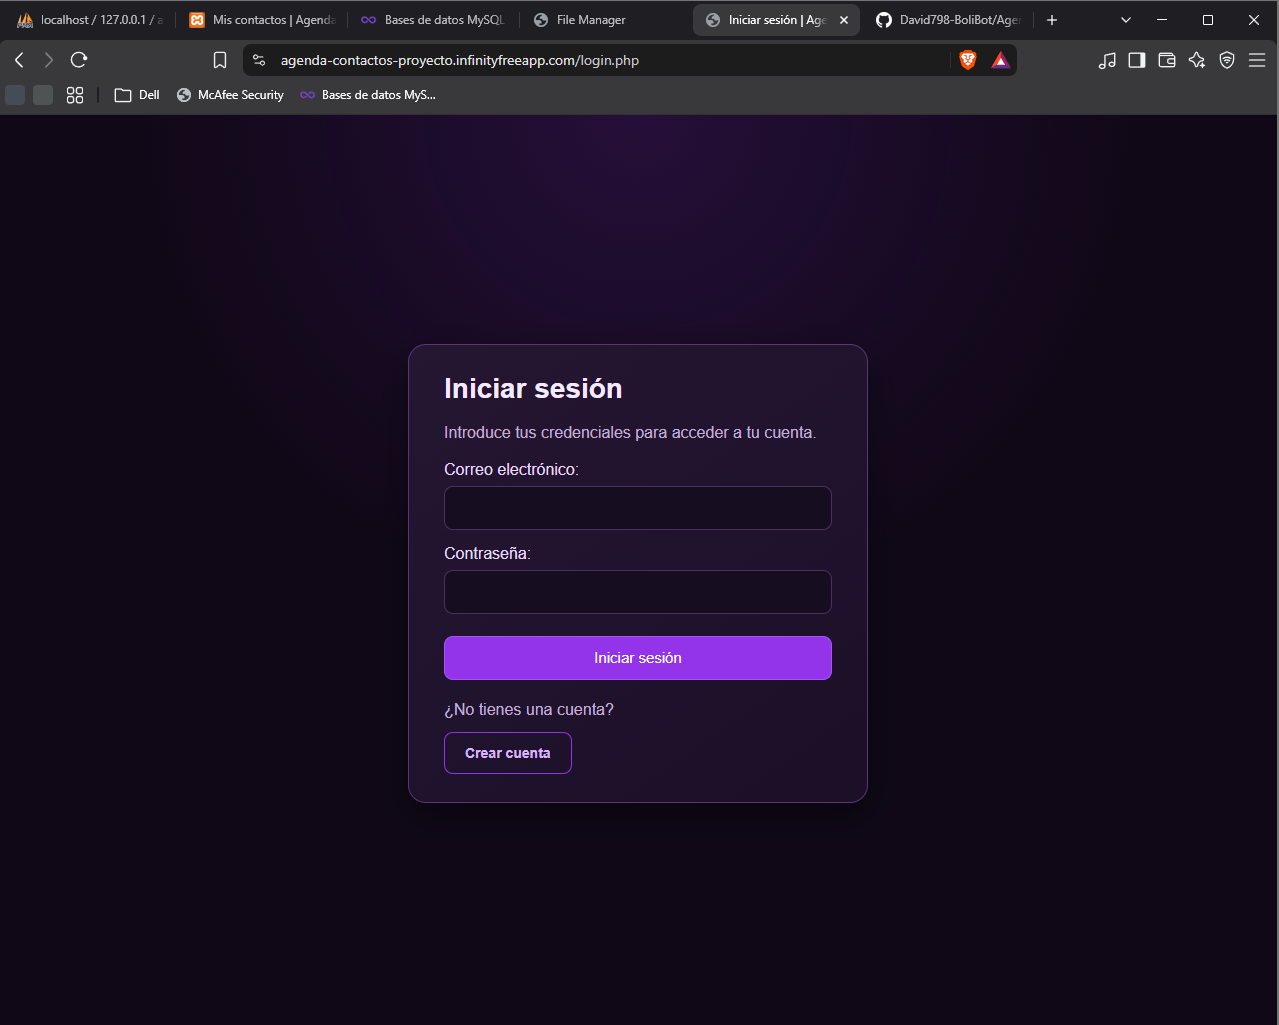 localhost / 127.0.0.1 / a
Mis contactos | Agenda
Bases de datos MySQL
File Manager
Iniciar sesión | Age
David798-BoliBot/Agen
agenda-contactos-proyecto.infinityfreeapp.com/login.php
Dell
McAfee Security
Bases de datos MyS...
Iniciar sesión
Introduce tus credenciales para acceder a tu cuenta.
Correo electrónico:
Contraseña:
Iniciar sesión
¿No tienes una cuenta?
Crear cuenta